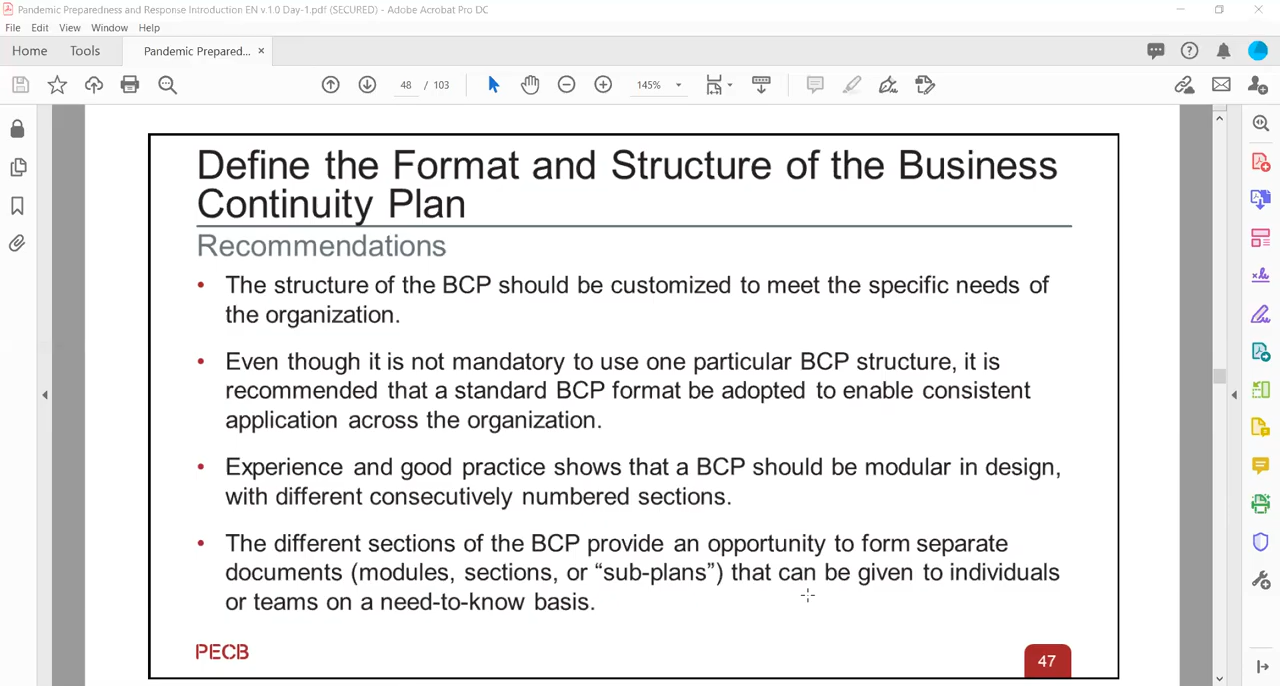 Pandemic Preparedness and Response Introduction EN v.1.0 Day-1.pdf (SECURED) - Adobe Acrobat Pro DC
File Edit View Window Help
Home Tools Pandemic Prepared... ×
48 / 103 145%
Define the Format and Structure of the Business
Continuity Plan
Recommendations
• The structure of the BCP should be customized to meet the specific needs of
the organization.
• Even though it is not mandatory to use one particular BCP structure, it is
recommended that a standard BCP format be adopted to enable consistent
application across the organization.
• Experience and good practice shows that a BCP should be modular in design,
with different consecutively numbered sections.
• The different sections of the BCP provide an opportunity to form separate
documents (modules, sections, or “sub-plans”) that can be given to individuals
or teams on a need-to-know basis.
PECB
47